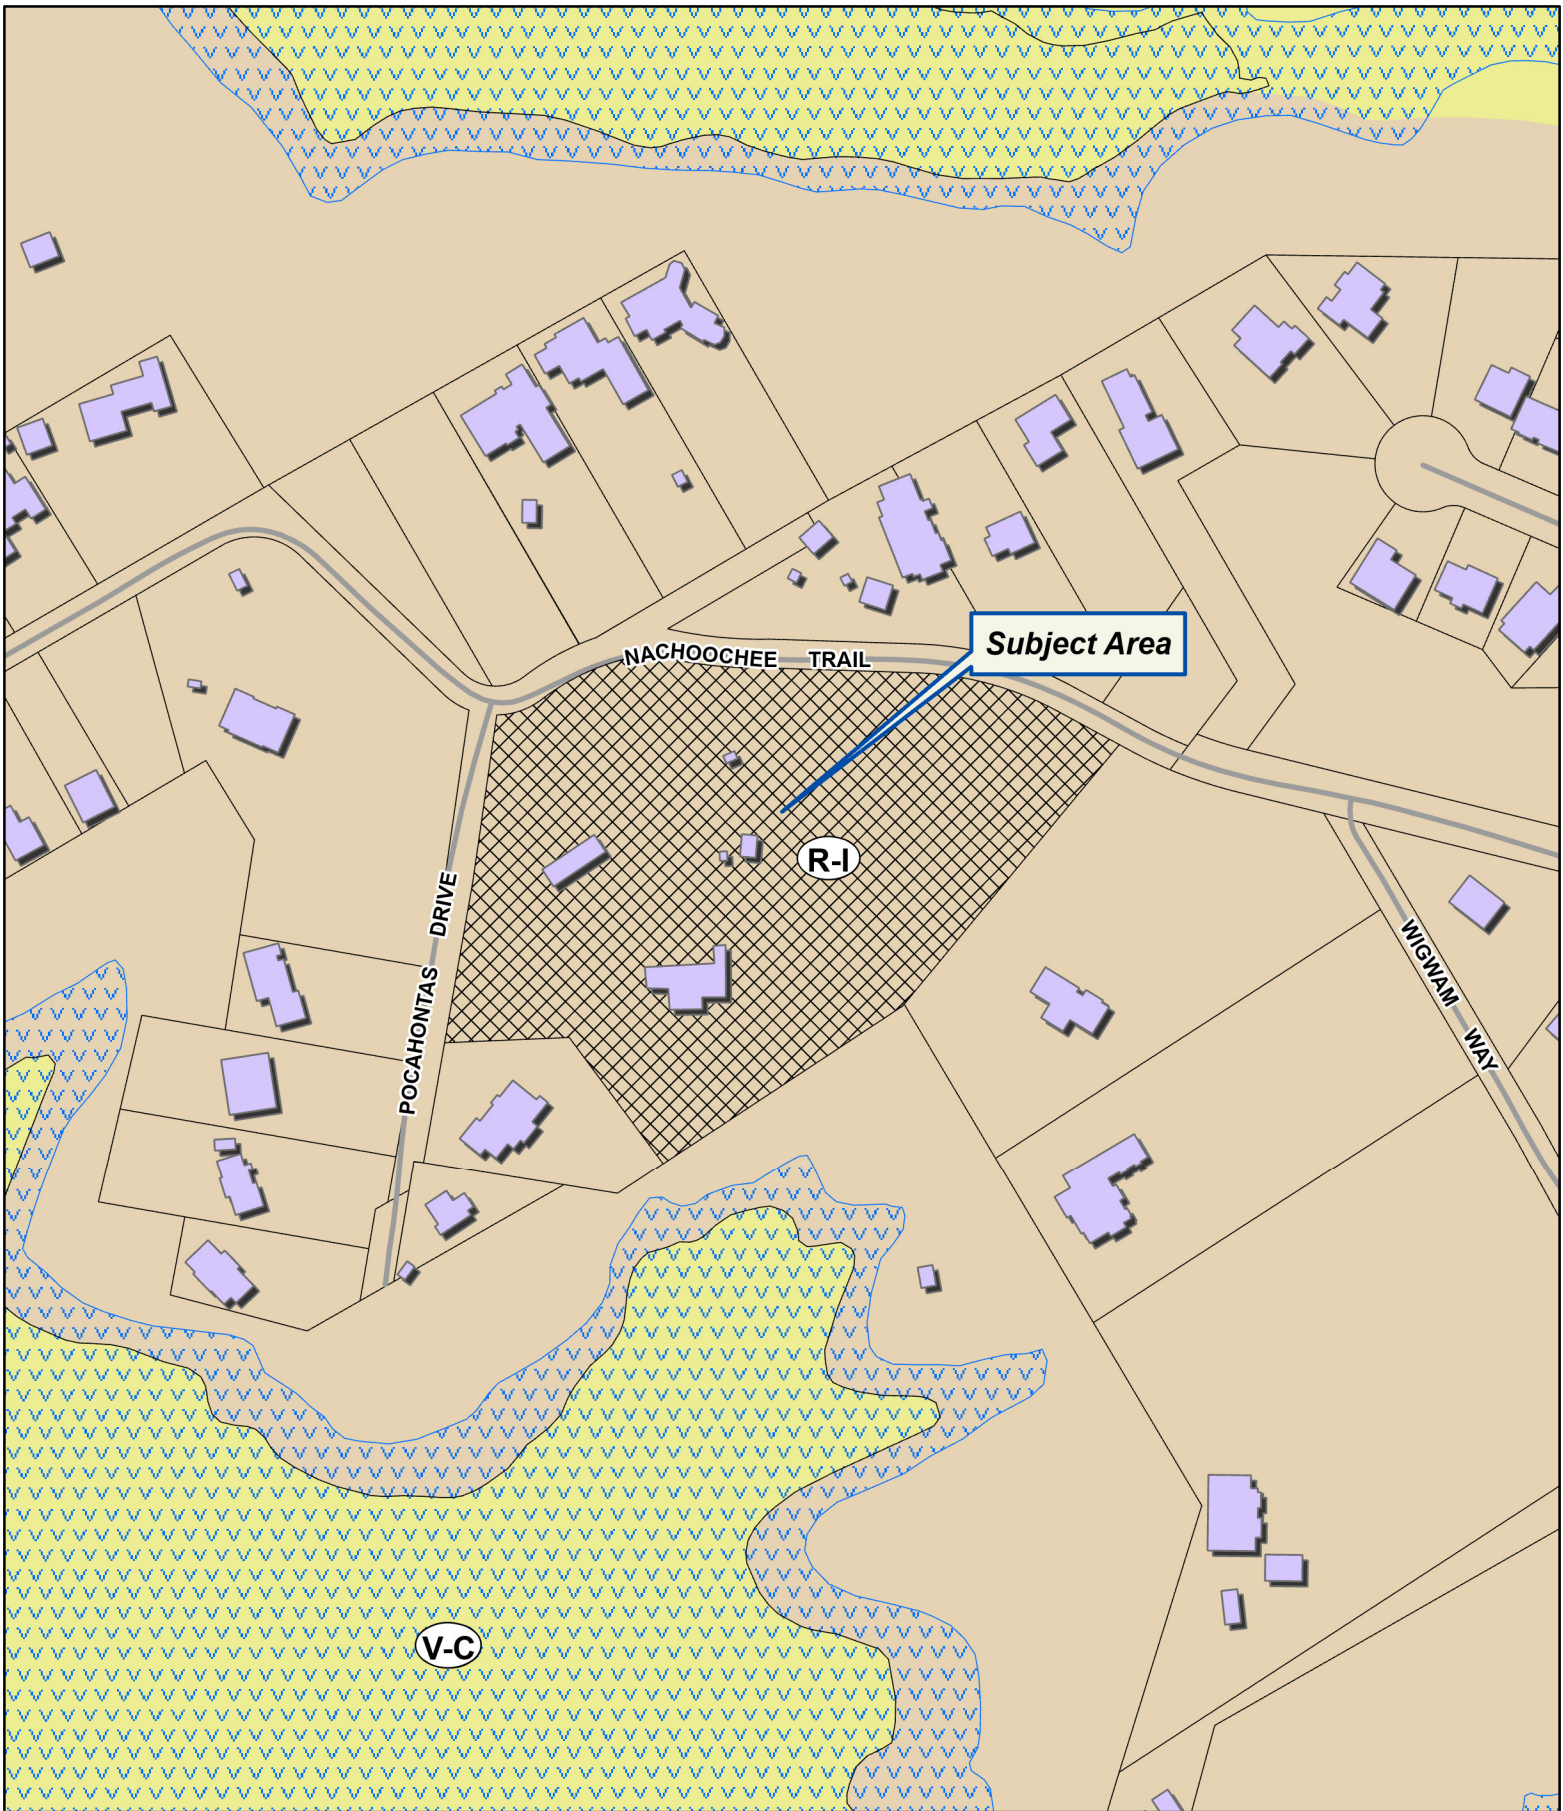 Subject Area
NACHOOCHEE TRAIL
R-I
POCAHONTAS DRIVE
WIGWAM WAY
V-C